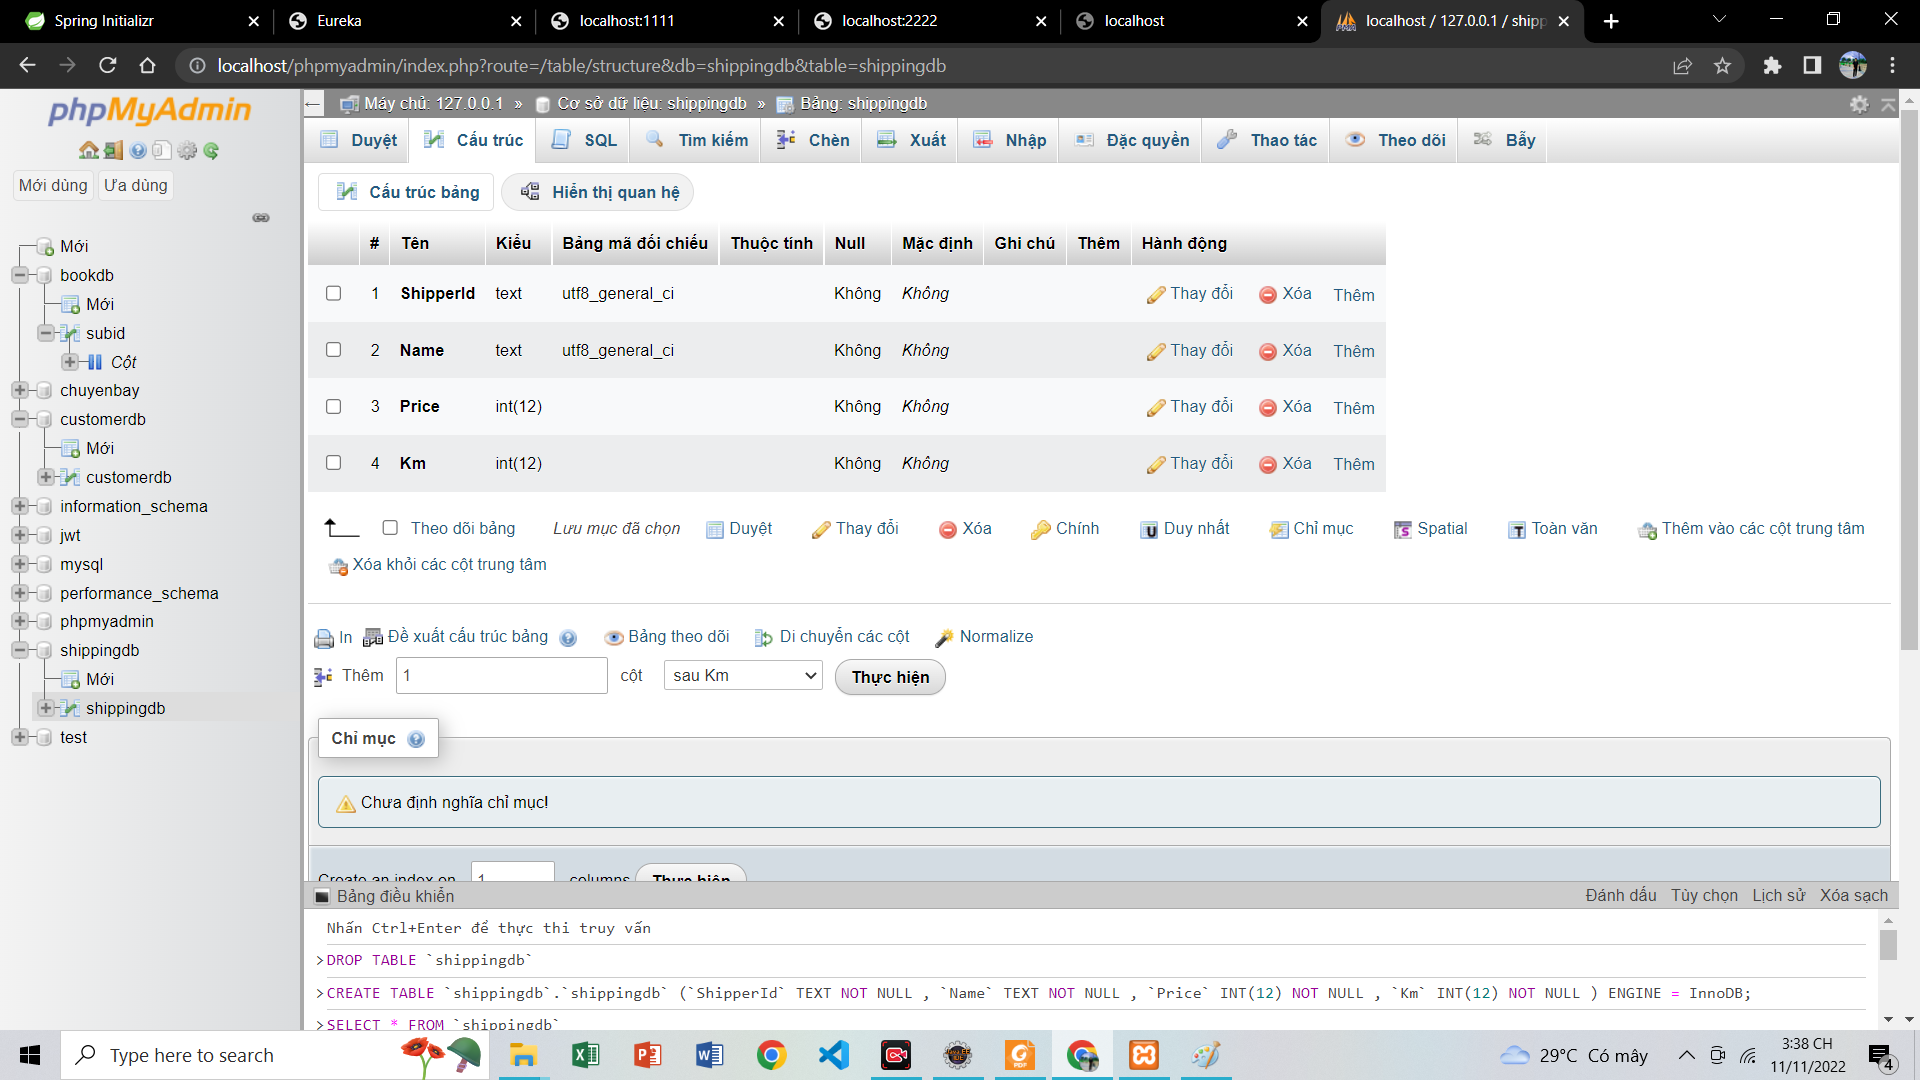 Spring Initializr
Eureka
localhost:1111
localhost:2222
localhost
localhost / 127.0.0.1 / shipp
localhost/phpmyadmin/index.php?route=/table/structure&db=shippingdb&table=shippingdb
phpMyAdmin
Mới dùng
Ưa dùng
Mới
bookdb
Mới
subid
Cột
chuyenbay
customerdb
Mới
customerdb
information_schema
jwt
mysql
performance_schema
phpmyadmin
shippingdb
Mới
shippingdb
test
Máy chủ: 127.0.0.1 » Cơ sở dữ liệu: shippingdb » Bảng: shippingdb
Duyệt Cấu trúc SQL Tìm kiếm Chèn Xuất Nhập Đặc quyền Thao tác Theo dõi Bẫy
Cấu trúc bảng Hiển thị quan hệ
# Tên Kiểu Bảng mã đối chiếu Thuộc tính Null Mặc định Ghi chú Thêm Hành động
1 ShipperId text utf8_general_ci Không Không Thay đổi Xóa Thêm
2 Name text utf8_general_ci Không Không Thay đổi Xóa Thêm
3 Price int(12) Không Không Thay đổi Xóa Thêm
4 Km int(12) Không Không Thay đổi Xóa Thêm
Theo dõi bảng Lưu mục đã chọn Duyệt Thay đổi Xóa Chính Duy nhất Chỉ mục Spatial Toàn văn Thêm vào các cột trung tâm
Xóa khỏi các cột trung tâm
In Đề xuất cấu trúc bảng Bảng theo dõi Di chuyển các cột Normalize
Thêm 1 cột sau Km Thực hiện
Chỉ mục
Chưa định nghĩa chỉ mục!
Create an index on 1 columns Thực hiện
Bảng điều khiển Đánh dấu Tùy chọn Lịch sử Xóa sạch
Nhấn Ctrl+Enter để thực thi truy vấn
>DROP TABLE `shippingdb`
>CREATE TABLE `shippingdb`.`shippingdb` (`ShipperId` TEXT NOT NULL , `Name` TEXT NOT NULL , `Price` INT(12) NOT NULL , `Km` INT(12) NOT NULL ) ENGINE = InnoDB;
>SELECT * FROM `shippingdb`
Type here to search
29°C Có mây
3:38 CH
11/11/2022
4